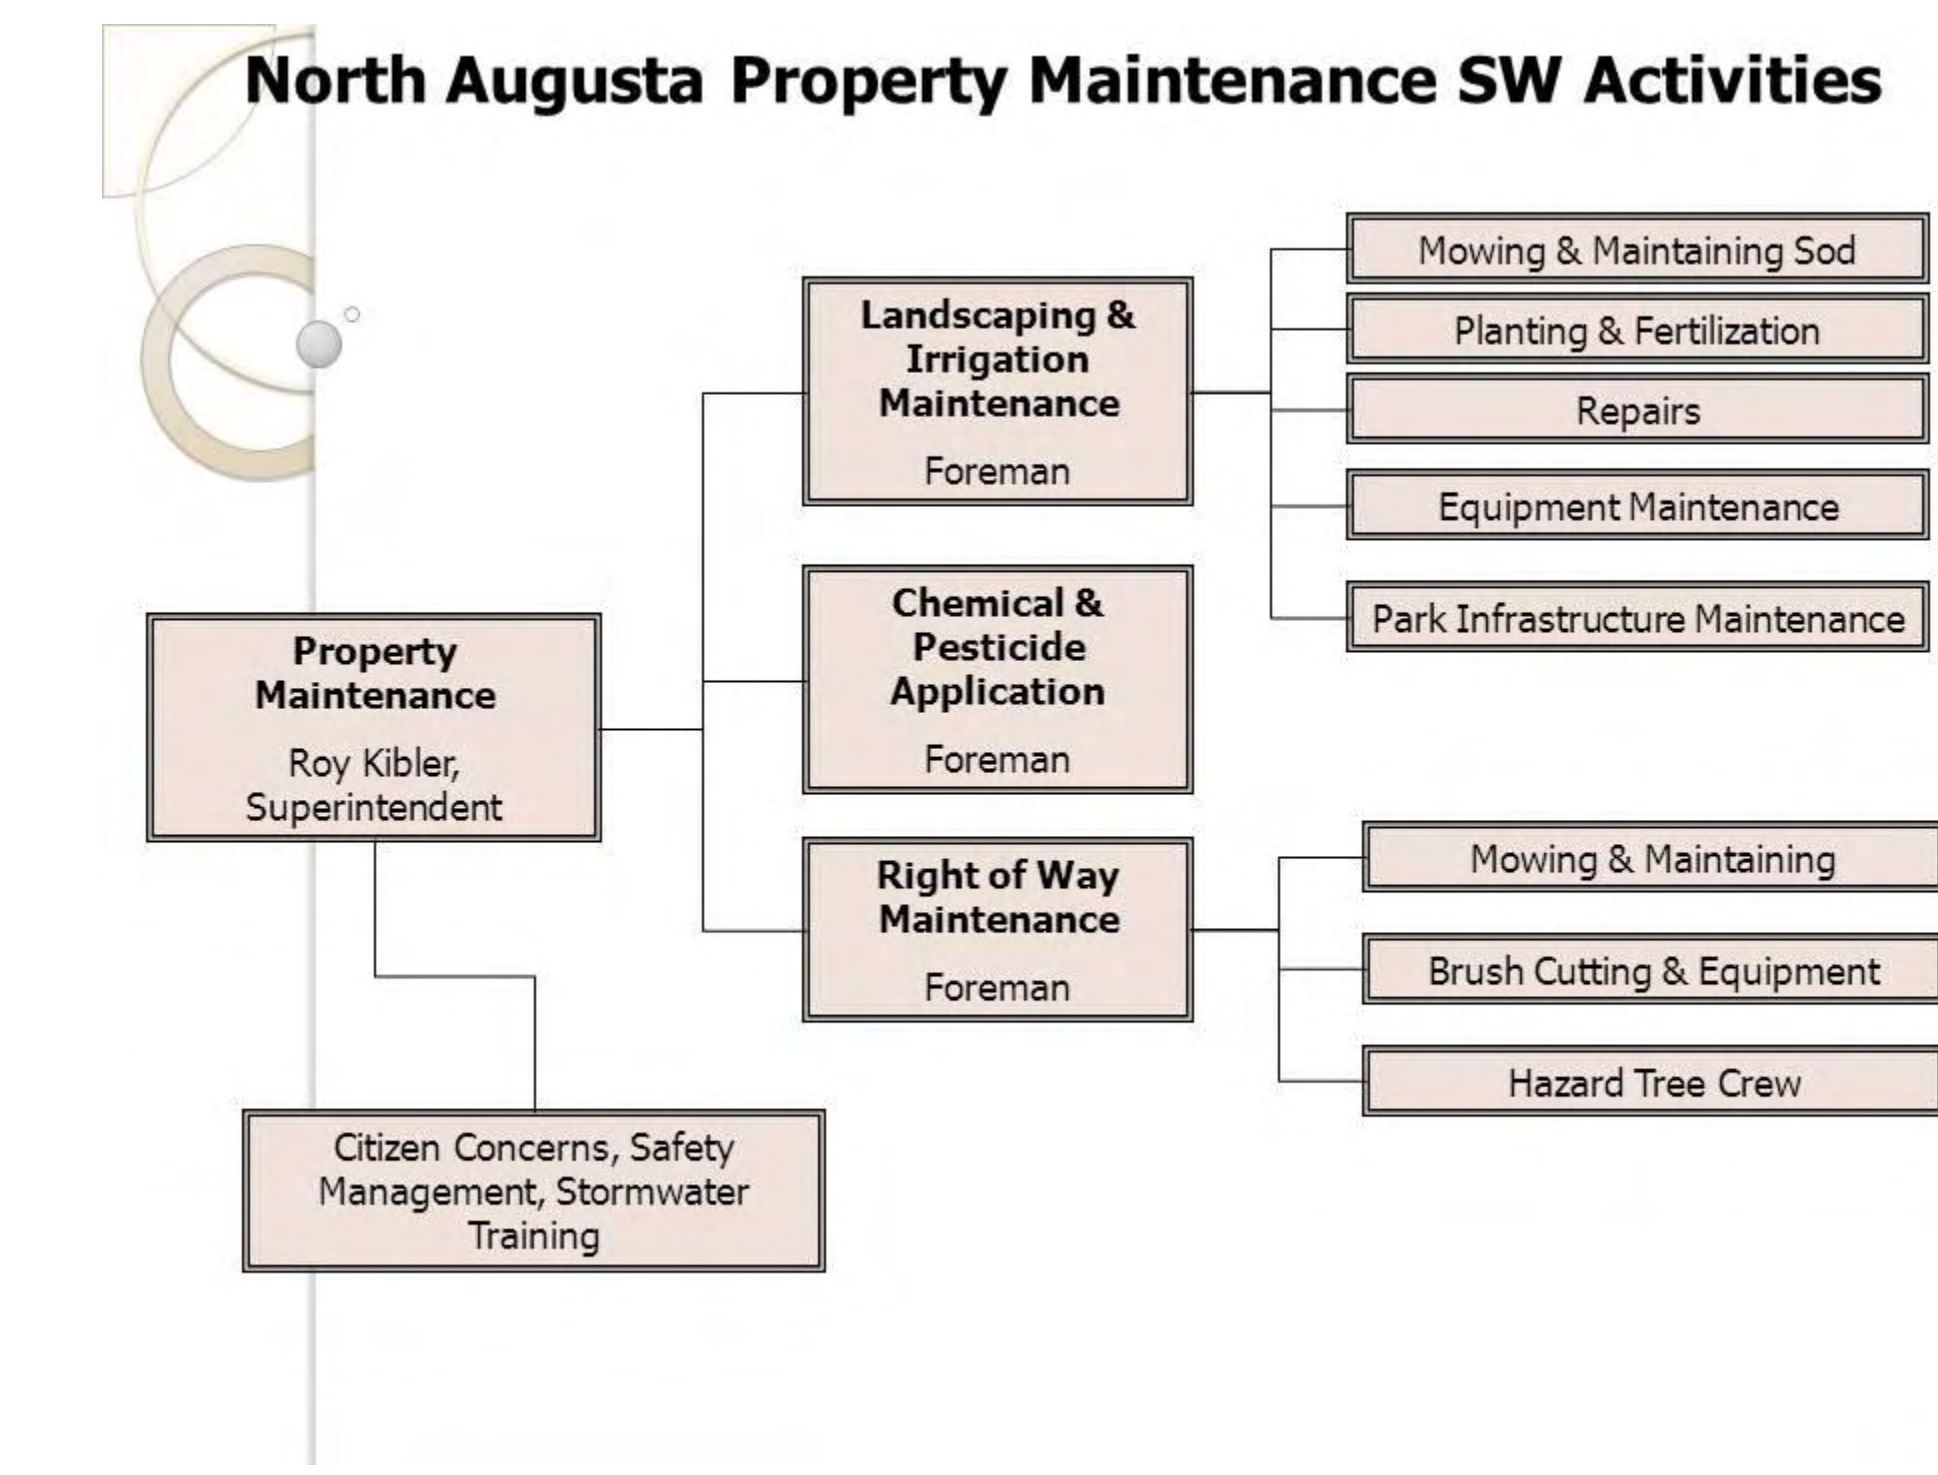 North Augusta Property Maintenance SW Activities
Property
Maintenance
Roy Kibler,
Superintendent
Citizen Concerns, Safety
Management, Stormwater
Training
Landscaping &
Irrigation
Maintenance
Foreman
Mowing & Maintaining Sod
Planting & Fertilization
Repairs
Equipment Maintenance
Park Infrastructure Maintenance
Chemical &
Pesticide
Application
Foreman
Right of Way
Maintenance
Foreman
Mowing & Maintaining
Brush Cutting & Equipment
Hazard Tree Crew